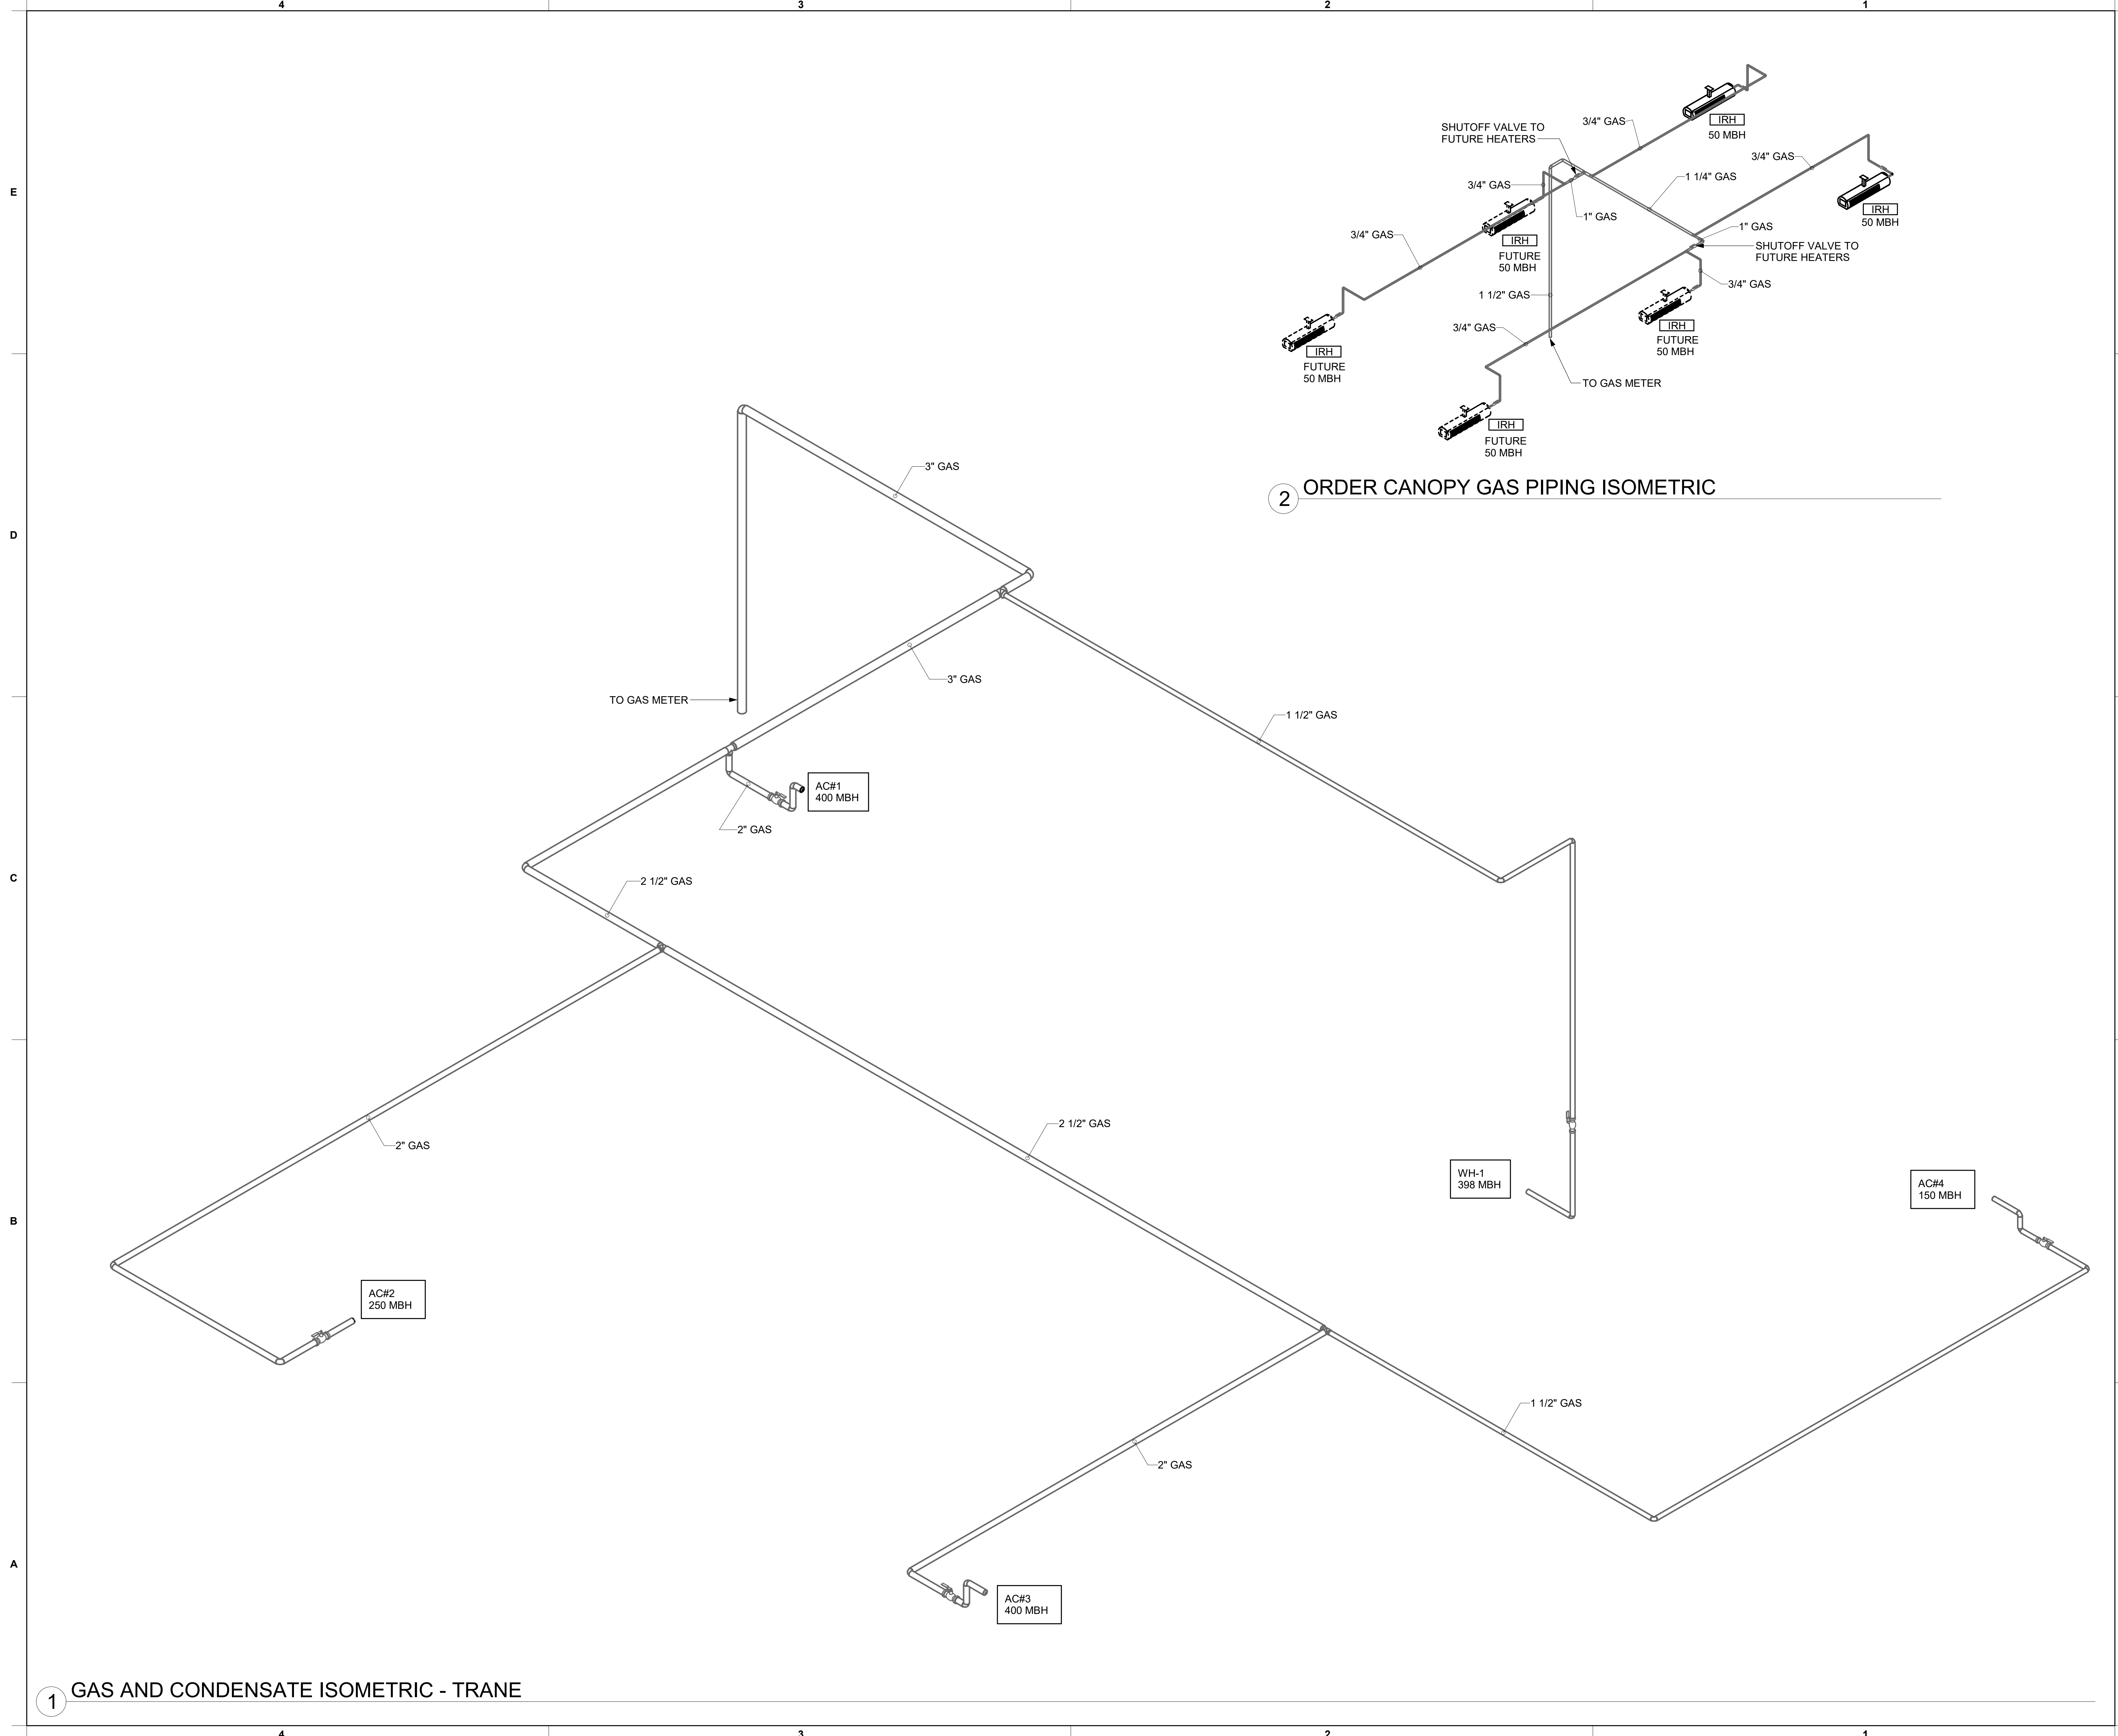 4 3 2 1
E
D
C
B
A
SHUTOFF VALVE TO
FUTURE HEATERS
3/4" GAS
IRH
50 MBH
3/4" GAS
1 1/4" GAS
3/4" GAS
1" GAS
IRH
50 MBH
1" GAS
SHUTOFF VALVE TO
FUTURE HEATERS
3/4" GAS
IRH
FUTURE
50 MBH
3/4" GAS
1 1/2" GAS
3/4" GAS
IRH
FUTURE
50 MBH
IRH
FUTURE
50 MBH
TO GAS METER
IRH
FUTURE
50 MBH
2 ORDER CANOPY GAS PIPING ISOMETRIC
3" GAS
3" GAS
TO GAS METER
1 1/2" GAS
AC#1
400 MBH
2" GAS
2 1/2" GAS
2 1/2" GAS
2" GAS
WH-1
398 MBH
AC#4
150 MBH
AC#2
250 MBH
1 1/2" GAS
2" GAS
AC#3
400 MBH
1 GAS AND CONDENSATE ISOMETRIC - TRANE
4 3 2 1